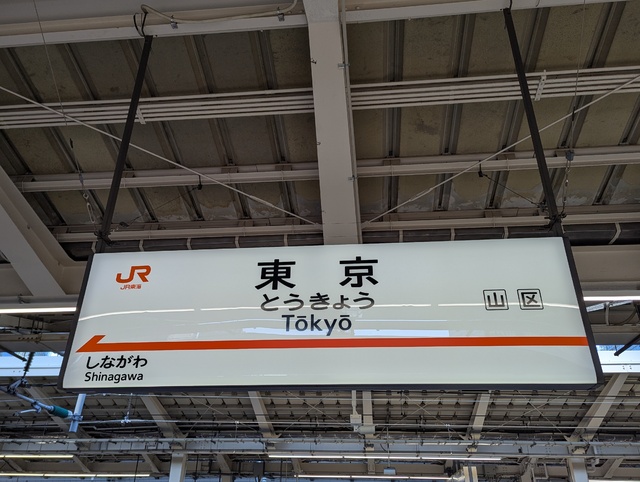 JR
JR東海
東京
とうきょう
Tōkyō
山 区
しながわ
Shinagawa